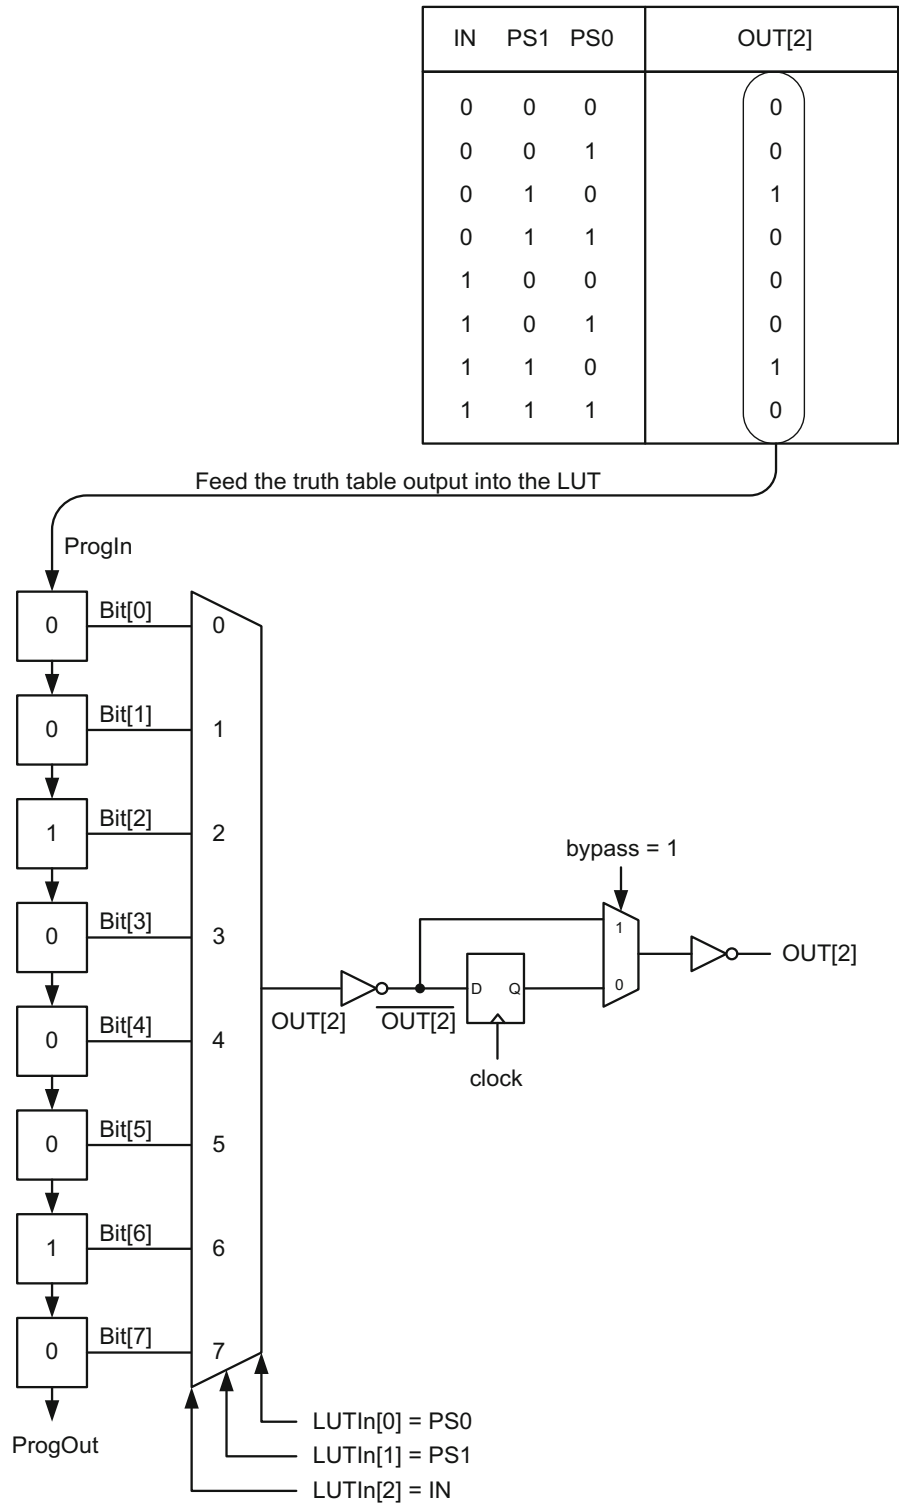 IN PS1 PS0 OUT[2]
0 0 0 0
0 0 1 0
0 1 0 1
0 1 1 0
1 0 0 0
1 0 1 0
1 1 0 1
1 1 1 0
Feed the truth table output into the LUT
ProgIn
0 Bit[0] 0
0 Bit[1] 1
1 Bit[2] 2
bypass = 1
0 Bit[3] 3
1
OUT[2]
D Q
0
OUT[2]
OUT[2]
0 Bit[4] 4
clock
0 Bit[5] 5
1 Bit[6] 6
0 Bit[7] 7
ProgOut
LUTIn[0] = PS0
LUTIn[1] = PS1
LUTIn[2] = IN